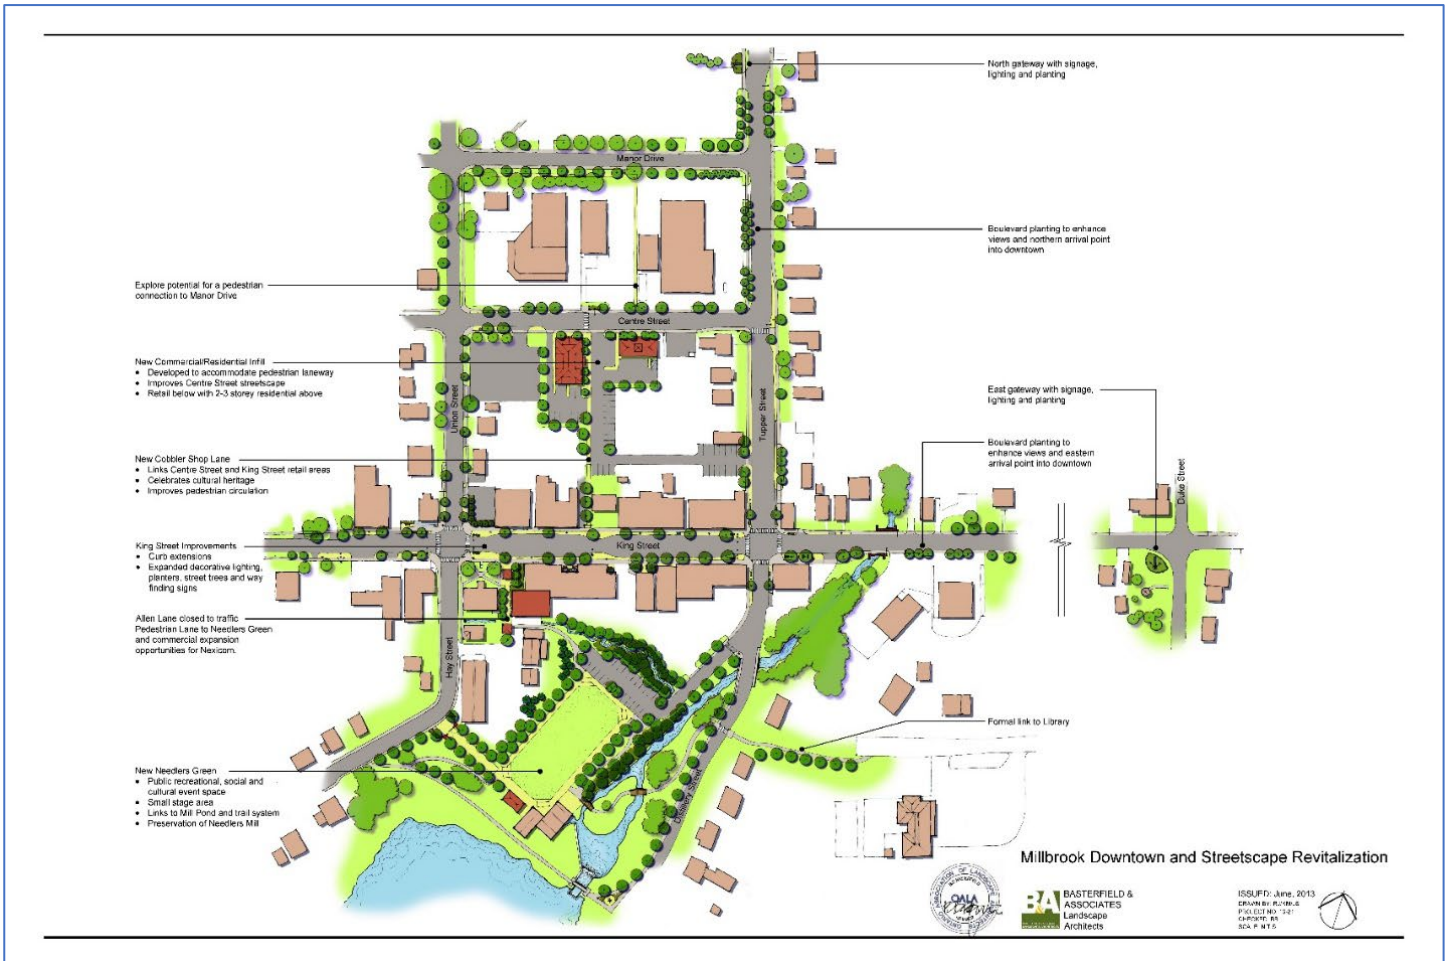 North gateway with signage,
lighting and planting
Manor Drive
Boulevard planting to enhance
views and northern arrival point
into downtown
Explore potential for a pedestrian
connection to Manor Drive
Centre Street
New Commercial/Residential Infill
• Developed to accommodate pedestrian laneway
• Improves Centre Street streetscape
• Retail below with 2-3 storey residential above
Union Street
Tupper Street
East gateway with signage,
lighting and planting
Boulevard planting to
enhance views and eastern
arrival point into downtown
Duke Street
New Cobbler Shop Lane
• Links Centre Street and King Street retail areas
• Celebrates cultural heritage
• Improves pedestrian circulation
King Street Improvements
• Curb extensions
• Expanded decorative lighting,
planters, street trees and way
finding signs
King Street
Allen Lane closed to traffic
Pedestrian Lane to Needlers Green
and commercial expansion
opportunities for Nexicom.
Hay Street
Formal link to Library
New Needlers Green
• Public recreational, social and
cultural event space
• Small stage area
• Links to Mill Pond and trail system
• Preservation of Needlers Mill
Distillery Street
Millbrook Downtown and Streetscape Revitalization
OALA
B&A
BASTERFIELD &
ASSOCIATES
Landscape
Architects
ISSUED: June, 2013